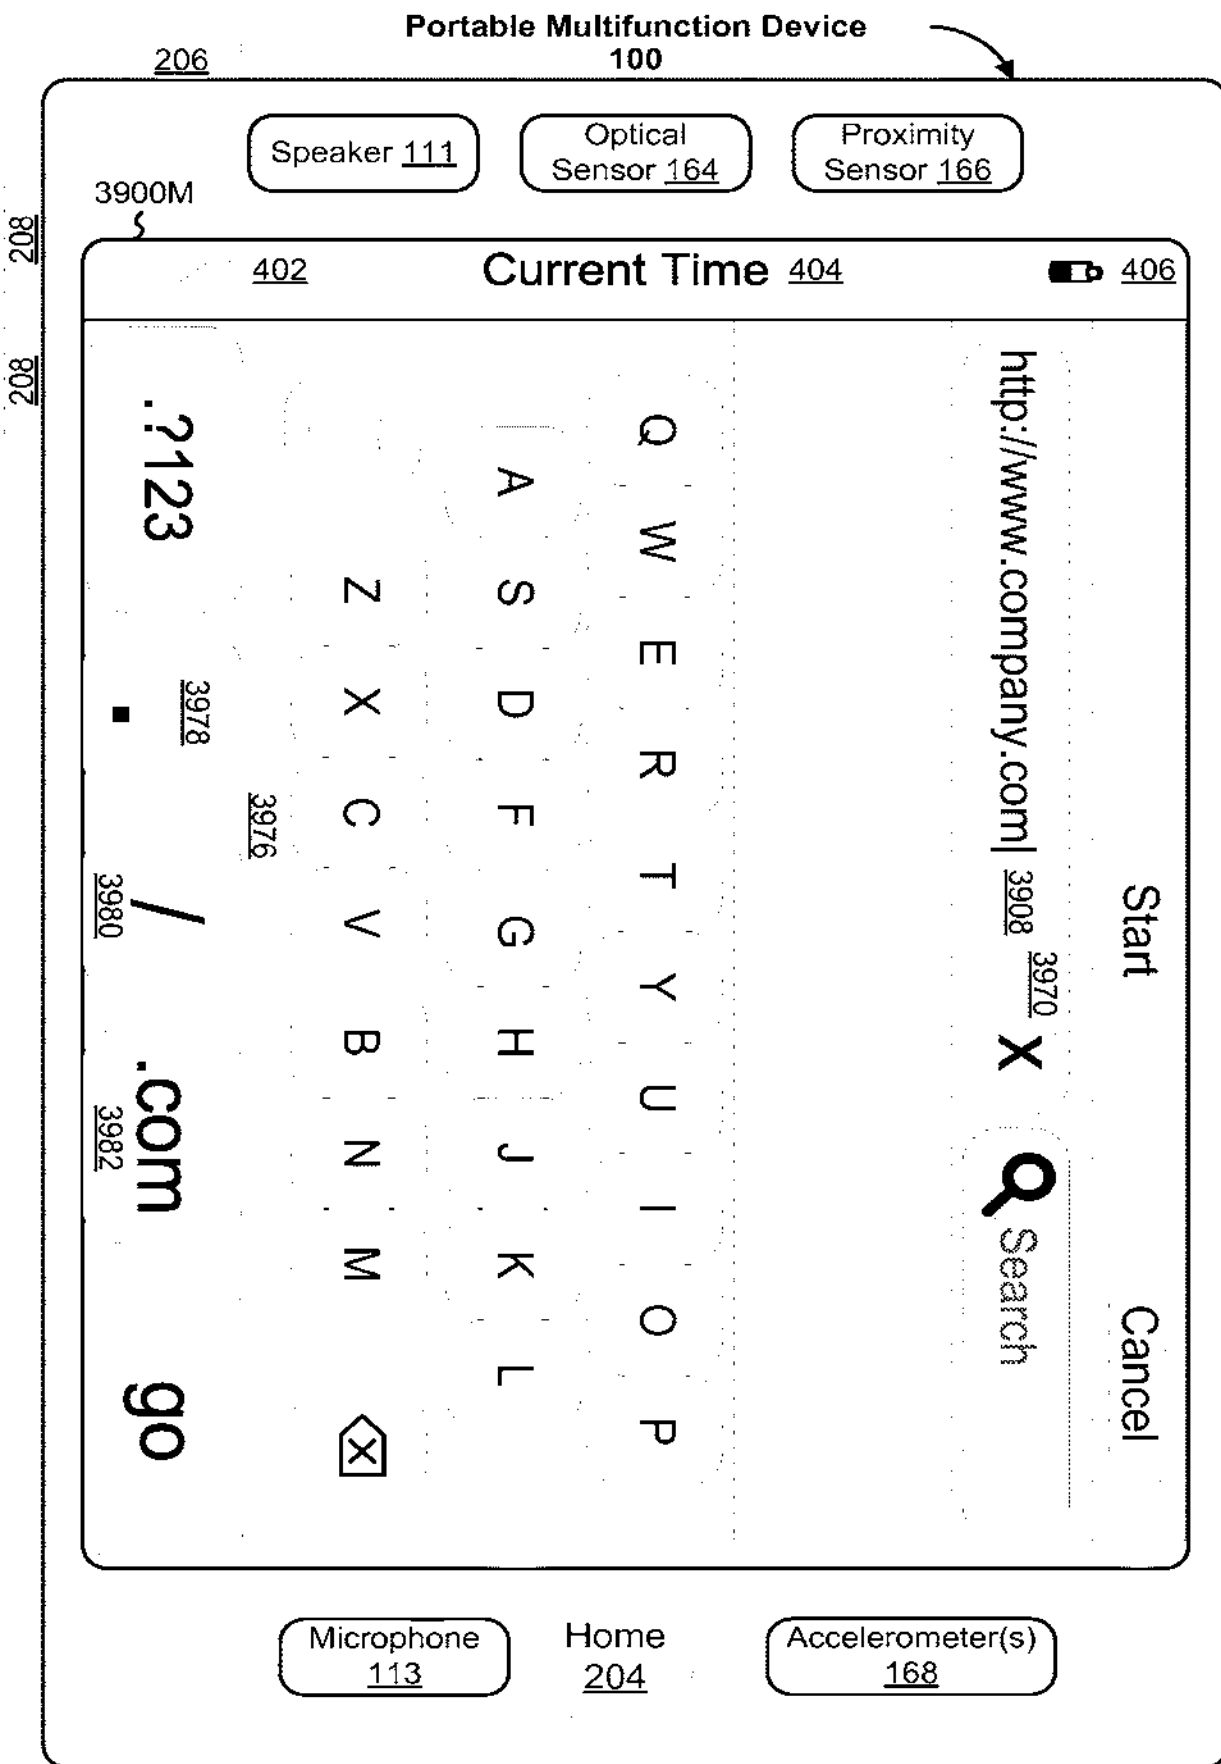 Portable Multifunction Device
100
206
Speaker 111
Optical
Sensor 164
Proximity
Sensor 166
3900M
208
208
402
Current Time 404
406
Start
Cancel
http://www.company.com| 3908
3970
X
Search
Q W E R T Y U I O P
A S D F G H J K L
Z X C V B N M
X
3976
3978
.?123
.
/
.com
go
3980
3982
Microphone
113
Home
204
Accelerometer(s)
168